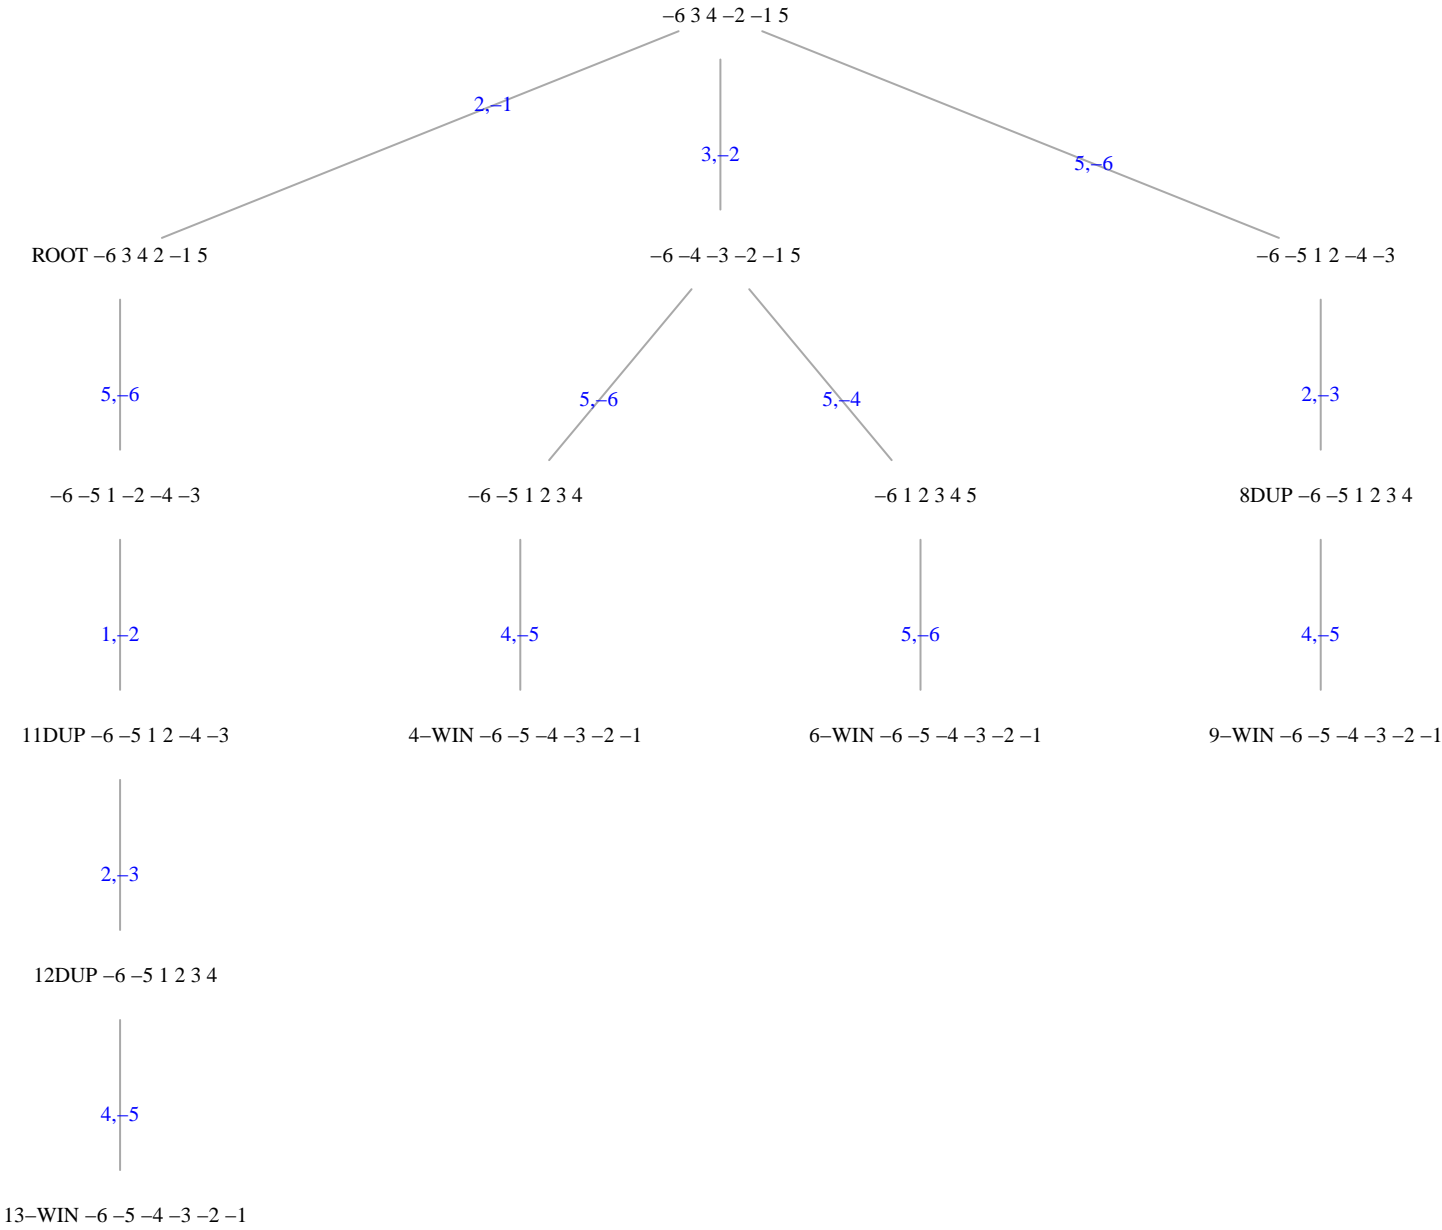 −6 3 4 −2 −1 5
2,−1
3,−2
5,−6
ROOT −6 3 4 2 −1 5
−6 −4 −3 −2 −1 5
−6 −5 1 2 −4 −3
5,−6
5,−6
5,−4
2,−3
−6 −5 1 −2 −4 −3
−6 −5 1 2 3 4
−6 1 2 3 4 5
8DUP −6 −5 1 2 3 4
1,−2
4,−5
5,−6
4,−5
11DUP −6 −5 1 2 −4 −3
4−WIN −6 −5 −4 −3 −2 −1
6−WIN −6 −5 −4 −3 −2 −1
9−WIN −6 −5 −4 −3 −2 −1
2,−3
12DUP −6 −5 1 2 3 4
4,−5
13−WIN −6 −5 −4 −3 −2 −1